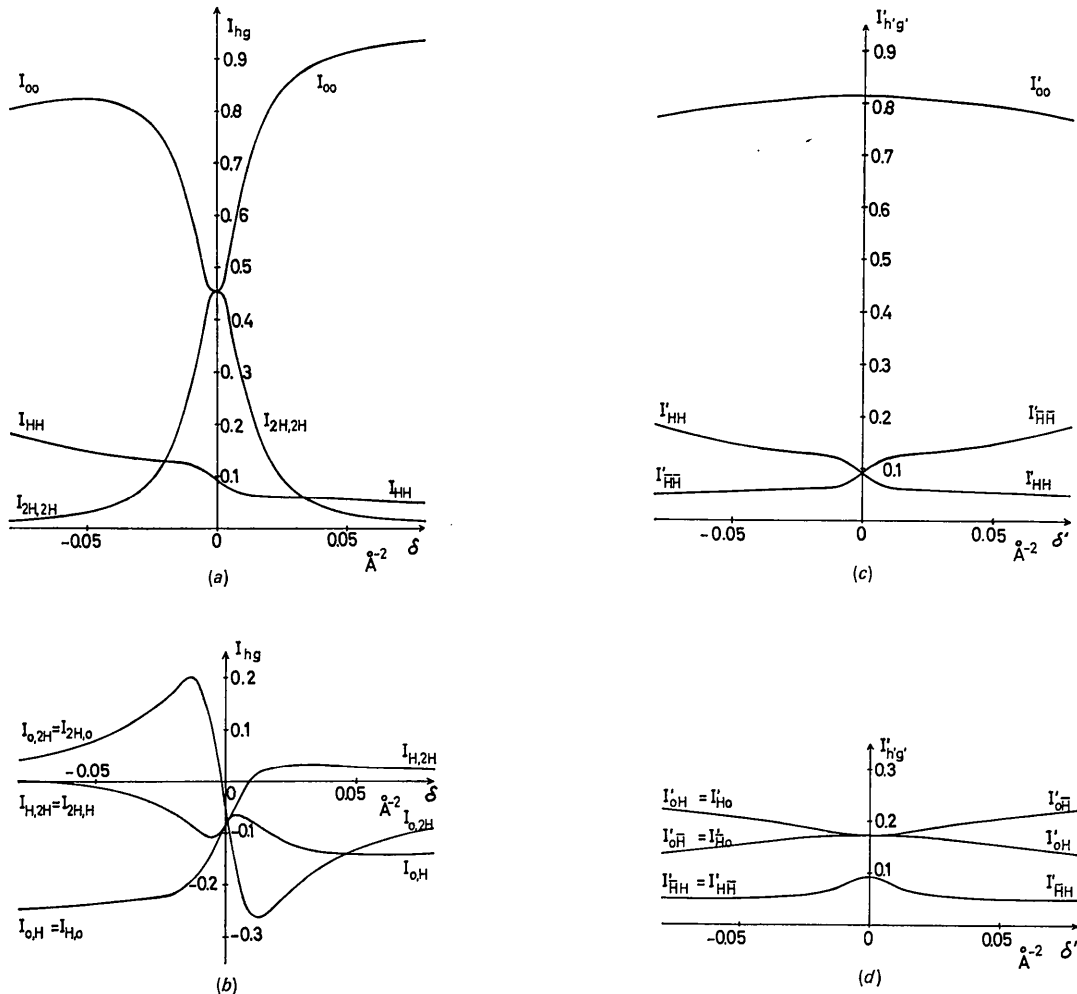 I_hg
0.9
I_oo
I_oo
0.8
0.7
0.6
0.5
0.4
0.3
I_HH
0.2
I_2H,2H
0.1
I_2H,2H
I_HH
-0.05
0
0.05
δ
Å⁻²
(a)
I_hg
0.2
I_o,2H = I_2H,o
0.1
I_H,2H
-0.05
0
0.05
δ
Å⁻²
I_H,2H = I_2H,H
-0.1
I_o,2H
I_o,H
-0.2
I_o,H = I_H,o
-0.3
(b)
I'_h'g'
0.9
I'_oo
0.8
0.7
0.6
0.5
0.4
0.3
I'_HH
0.2
I'_H̄H̄
I'_H̄H̄
0.1
I'_HH
-0.05
0
0.05
δ'
Å⁻²
(c)
I'_h'g'
0.3
I'_oH = I'_Ho
I'_oH̄
0.2
I'_oH̄ = I'_H̄o
I'_oH
I'_H̄H = I'_HH̄
0.1
I'_H̄H
-0.05
0
0.05
δ'
Å⁻²
(d)